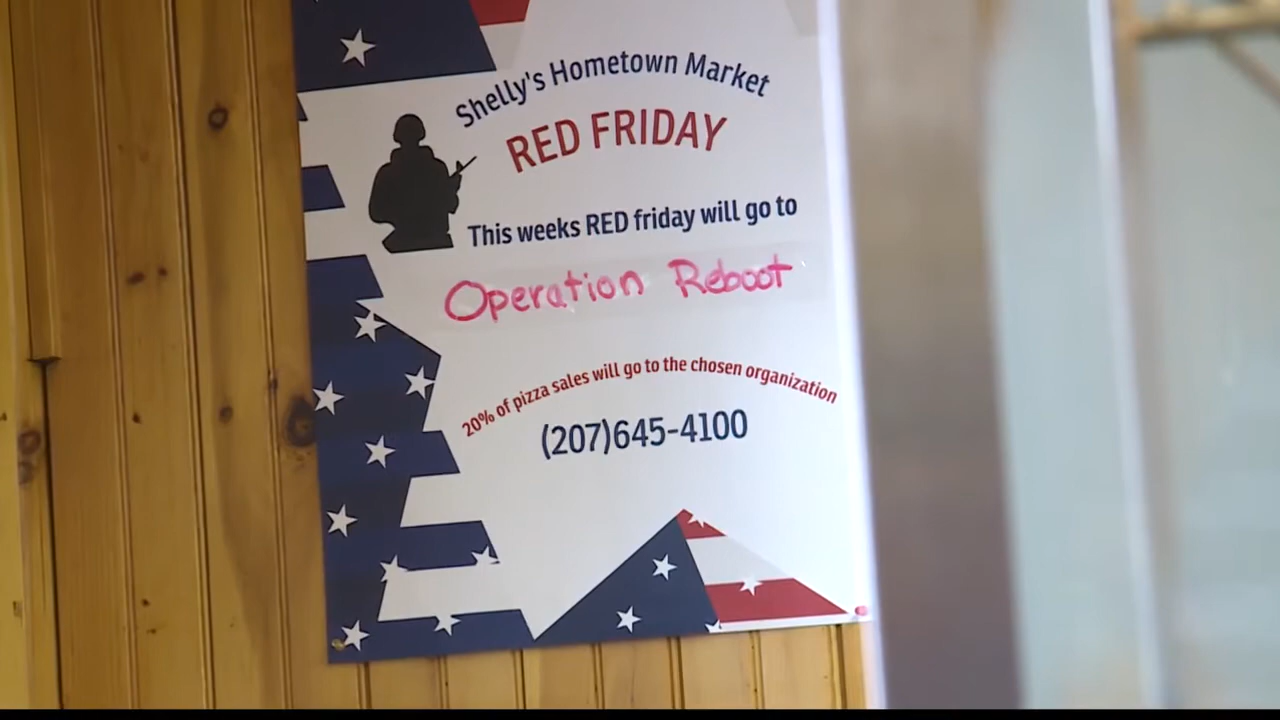 Shelly's Hometown Market
RED FRIDAY
This weeks RED friday will go to
Operation Reboot
20% of pizza sales will go to the chosen organization
(207)645-4100